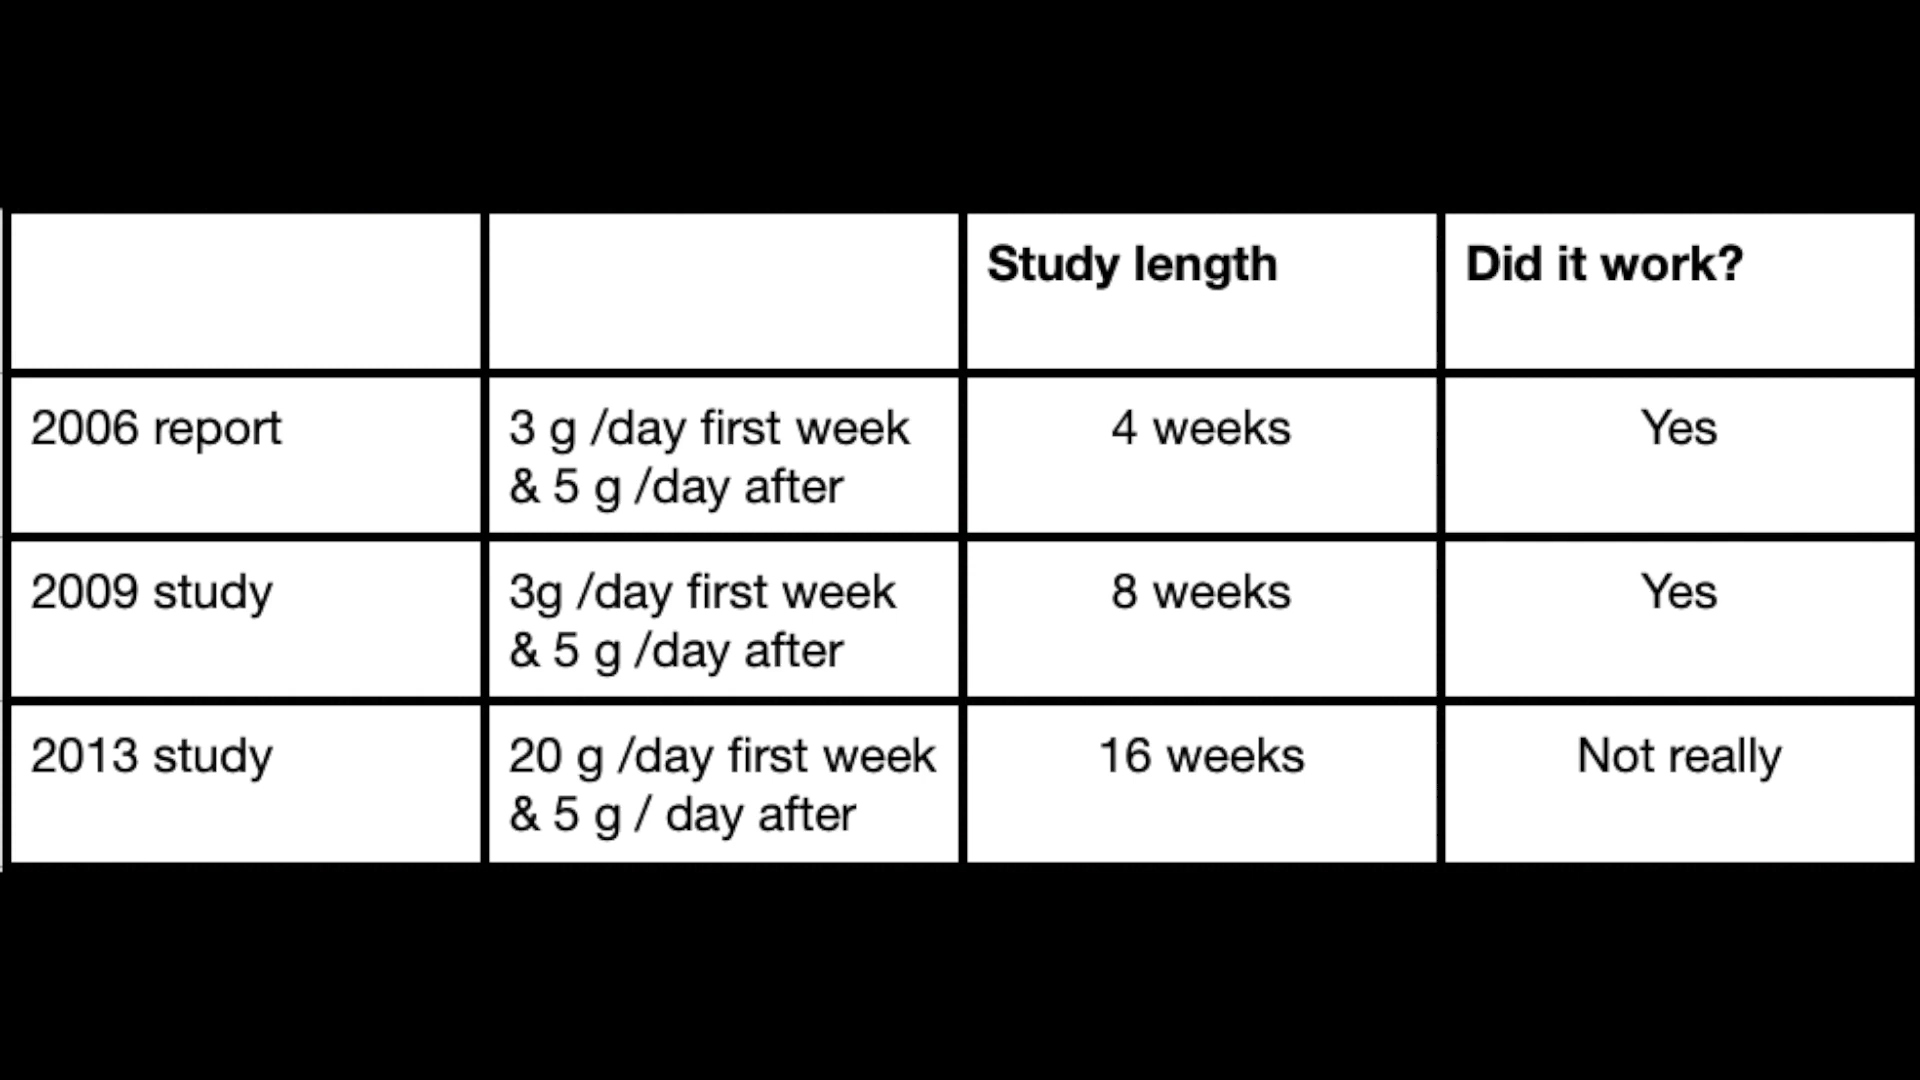 Study length
Did it work?
2006 report
3 g /day first week
& 5 g /day after
4 weeks
Yes
2009 study
3g /day first week
& 5 g /day after
8 weeks
Yes
2013 study
20 g /day first week
& 5 g / day after
16 weeks
Not really